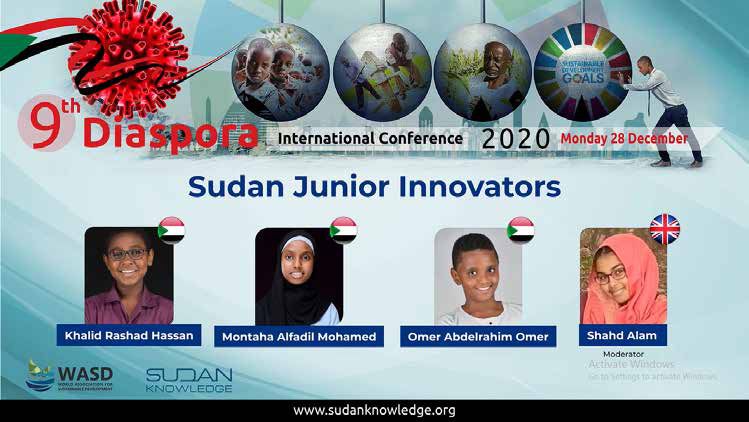 9th Diaspora International Conference 2020 Monday 28 December
SUSTAINABLE
DEVELOPMENT
GOALS
Sudan Junior Innovators
Khalid Rashad Hassan
Montaha Alfadil Mohamed
Omer Abdelrahim Omer
Shahd Alam
Moderator
Activate Windows
Go to Settings to activate Windows.
WASD
WORLD ASSOCIATION FOR
SUSTAINABLE DEVELOPMENT
SUDAN
KNOWLEDGE
www.sudanknowledge.org